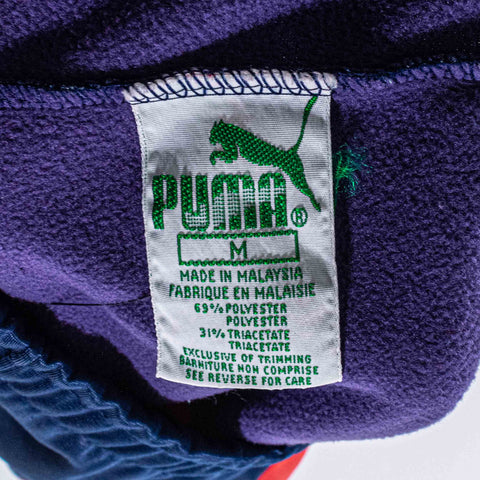 PUMA®
M
MADE IN MALAYSIA
FABRIQUE EN MALAISIE
69% POLYESTER
POLYESTER
31% TRIACETATE
TRIACETATE
EXCLUSIVE OF TRIMMING
BARNITURE NON COMPRISE
SEE REVERSE FOR CARE